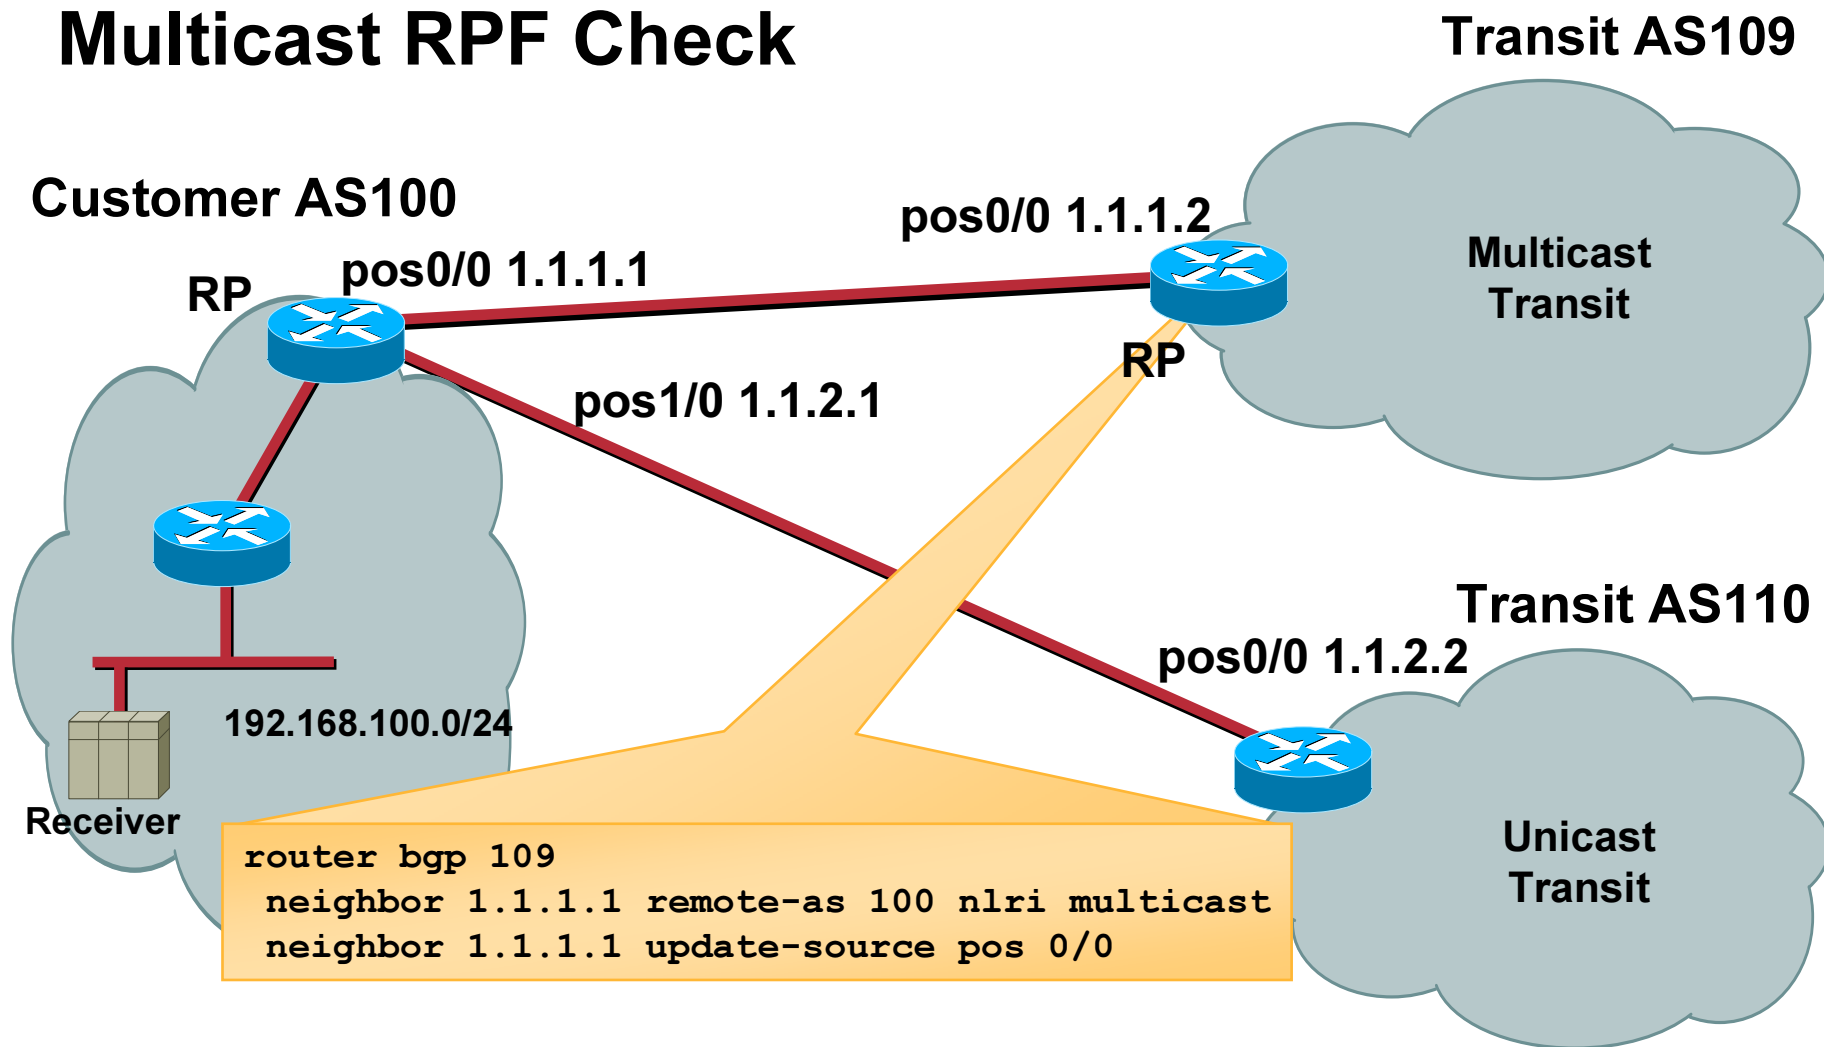 Multicast RPF Check
Transit AS109
Customer AS100
pos0/0 1.1.1.2
Multicast
Transit
pos0/0 1.1.1.1
RP
RP
pos1/0 1.1.2.1
Transit AS110
pos0/0 1.1.2.2
192.168.100.0/24
Receiver
Unicast
Transit
router bgp 109
neighbor 1.1.1.1 remote-as 100 nlri multicast
neighbor 1.1.1.1 update-source pos 0/0